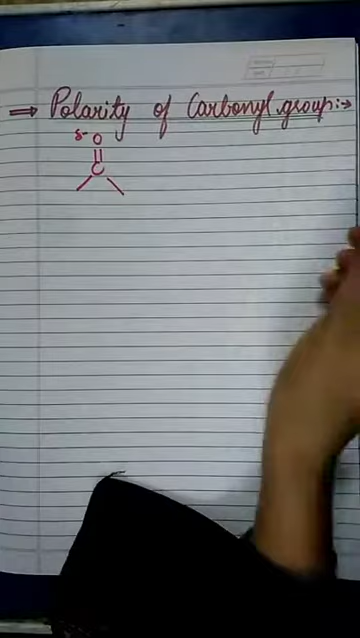 ⇒ Polarity of Carbonyl group:→
δ- O
||
C